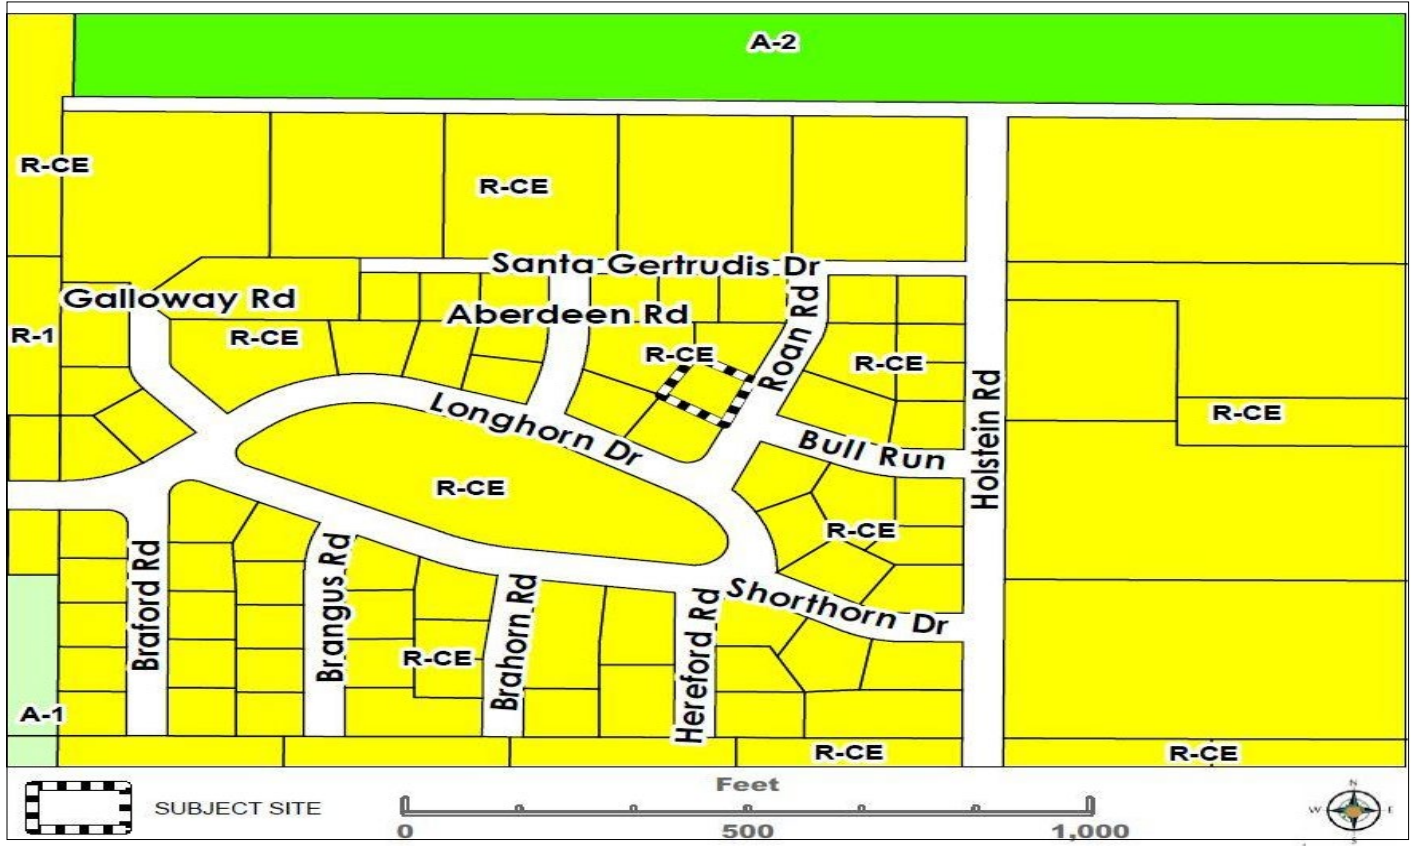 A-2
R-CE
R-CE
Santa Gertrudis Dr
Galloway Rd
Aberdeen Rd
Roan Rd
R-1
R-CE
R-CE
R-CE
Longhorn Dr
Holstein Rd
R-CE
Bull Run
R-CE
R-CE
Braford Rd
Brangus Rd
Brahorn Rd
Hereford Rd
Shorthorn Dr
R-CE
A-1
R-CE
R-CE
SUBJECT SITE
Feet
0 500 1,000
N
W E
S